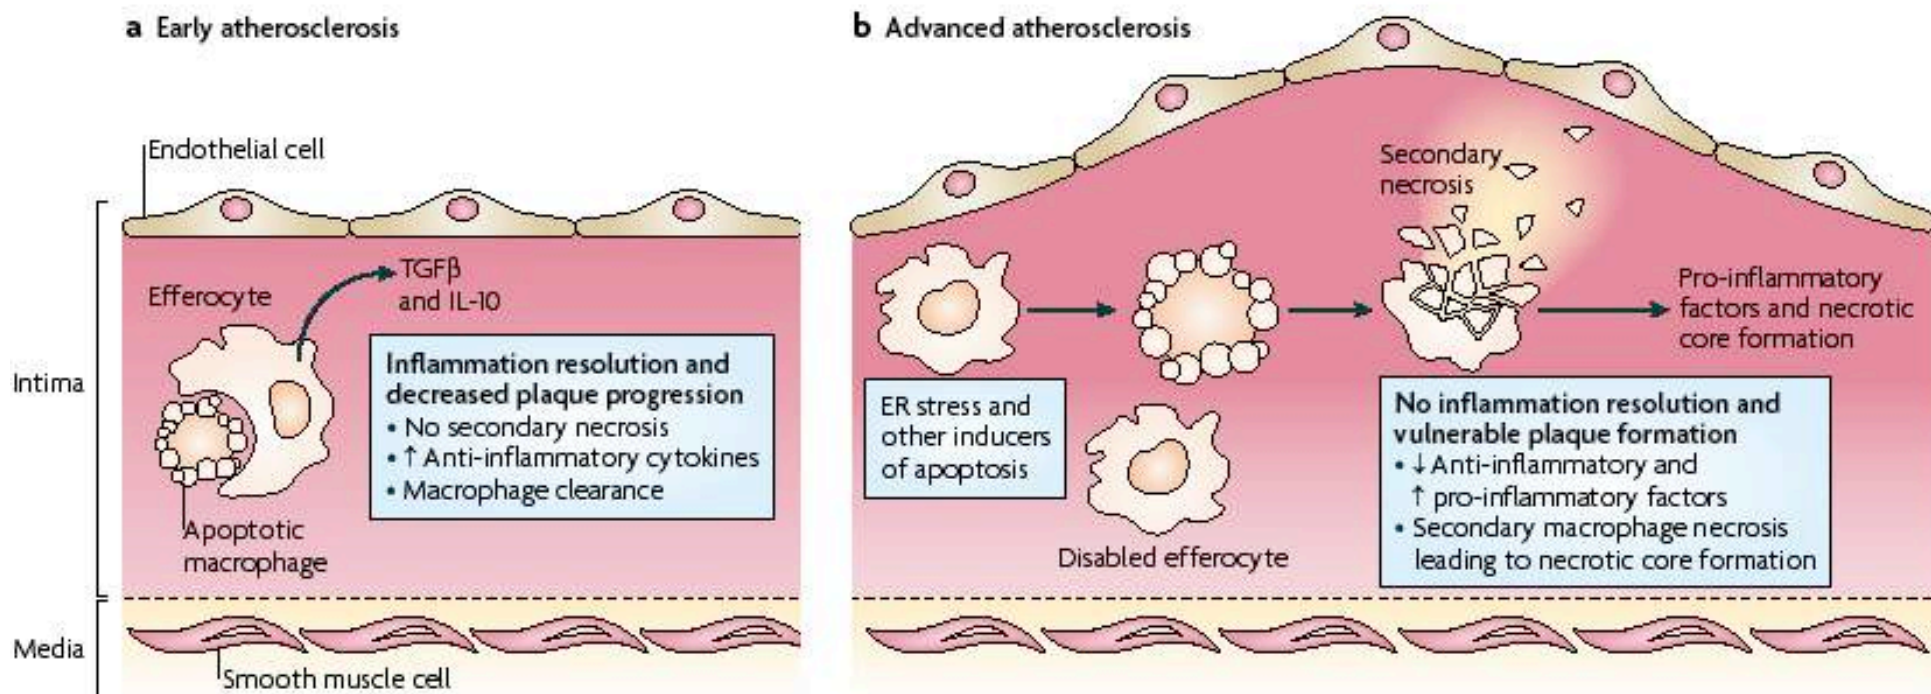 a Early atherosclerosis
Endothelial cell
Efferocyte
TGFβ
and IL-10
Inflammation resolution and
decreased plaque progression
• No secondary necrosis
• ↑ Anti-inflammatory cytokines
• Macrophage clearance
Apoptotic
macrophage
Intima
Media
Smooth muscle cell
b Advanced atherosclerosis
Secondary
necrosis
Pro-inflammatory
factors and necrotic
core formation
ER stress and
other inducers
of apoptosis
Disabled efferocyte
No inflammation resolution and
vulnerable plaque formation
• ↓ Anti-inflammatory and
↑ pro-inflammatory factors
• Secondary macrophage necrosis
leading to necrotic core formation